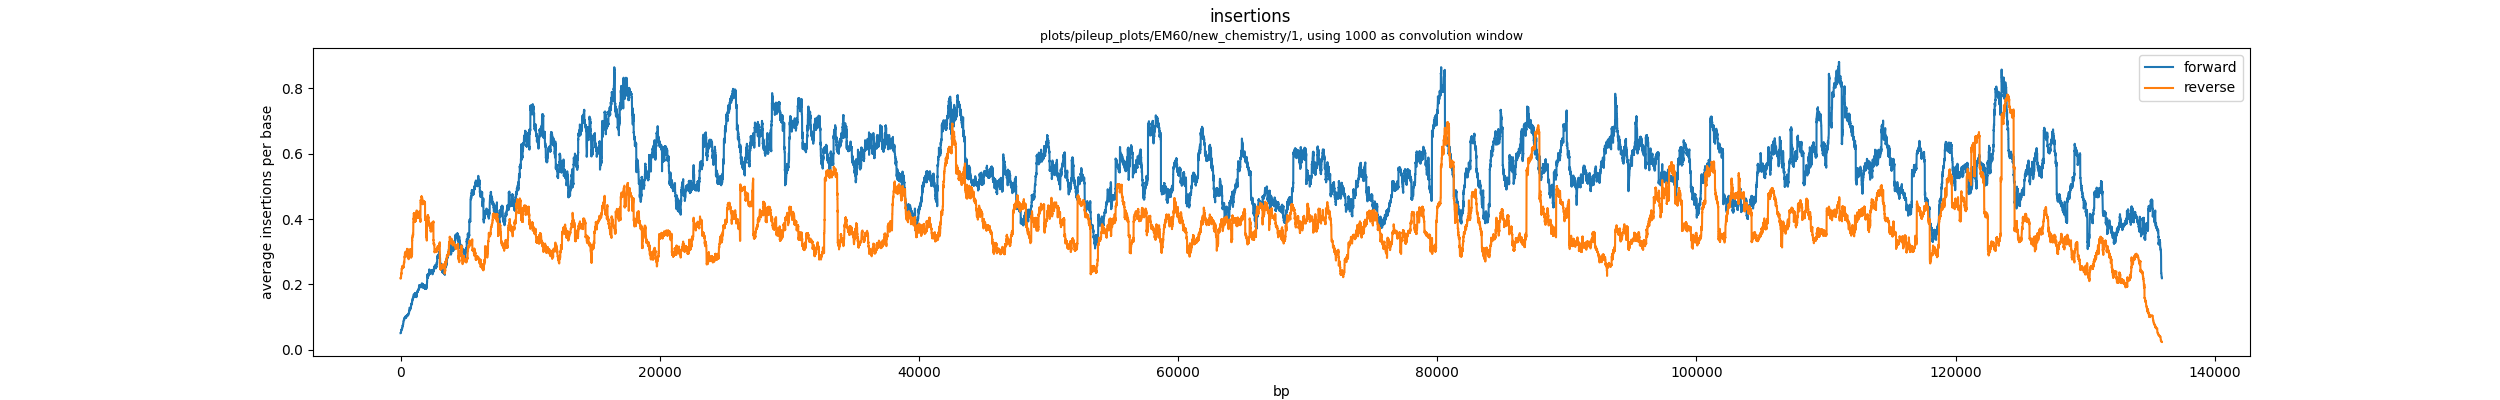 insertions
plots/pileup_plots/EM60/new_chemistry/1, using 1000 as convolution window
average insertions per base
0.8
0.6
0.4
0.2
0.0
forward
reverse
0 20000 40000 60000 80000 100000 120000 140000
bp